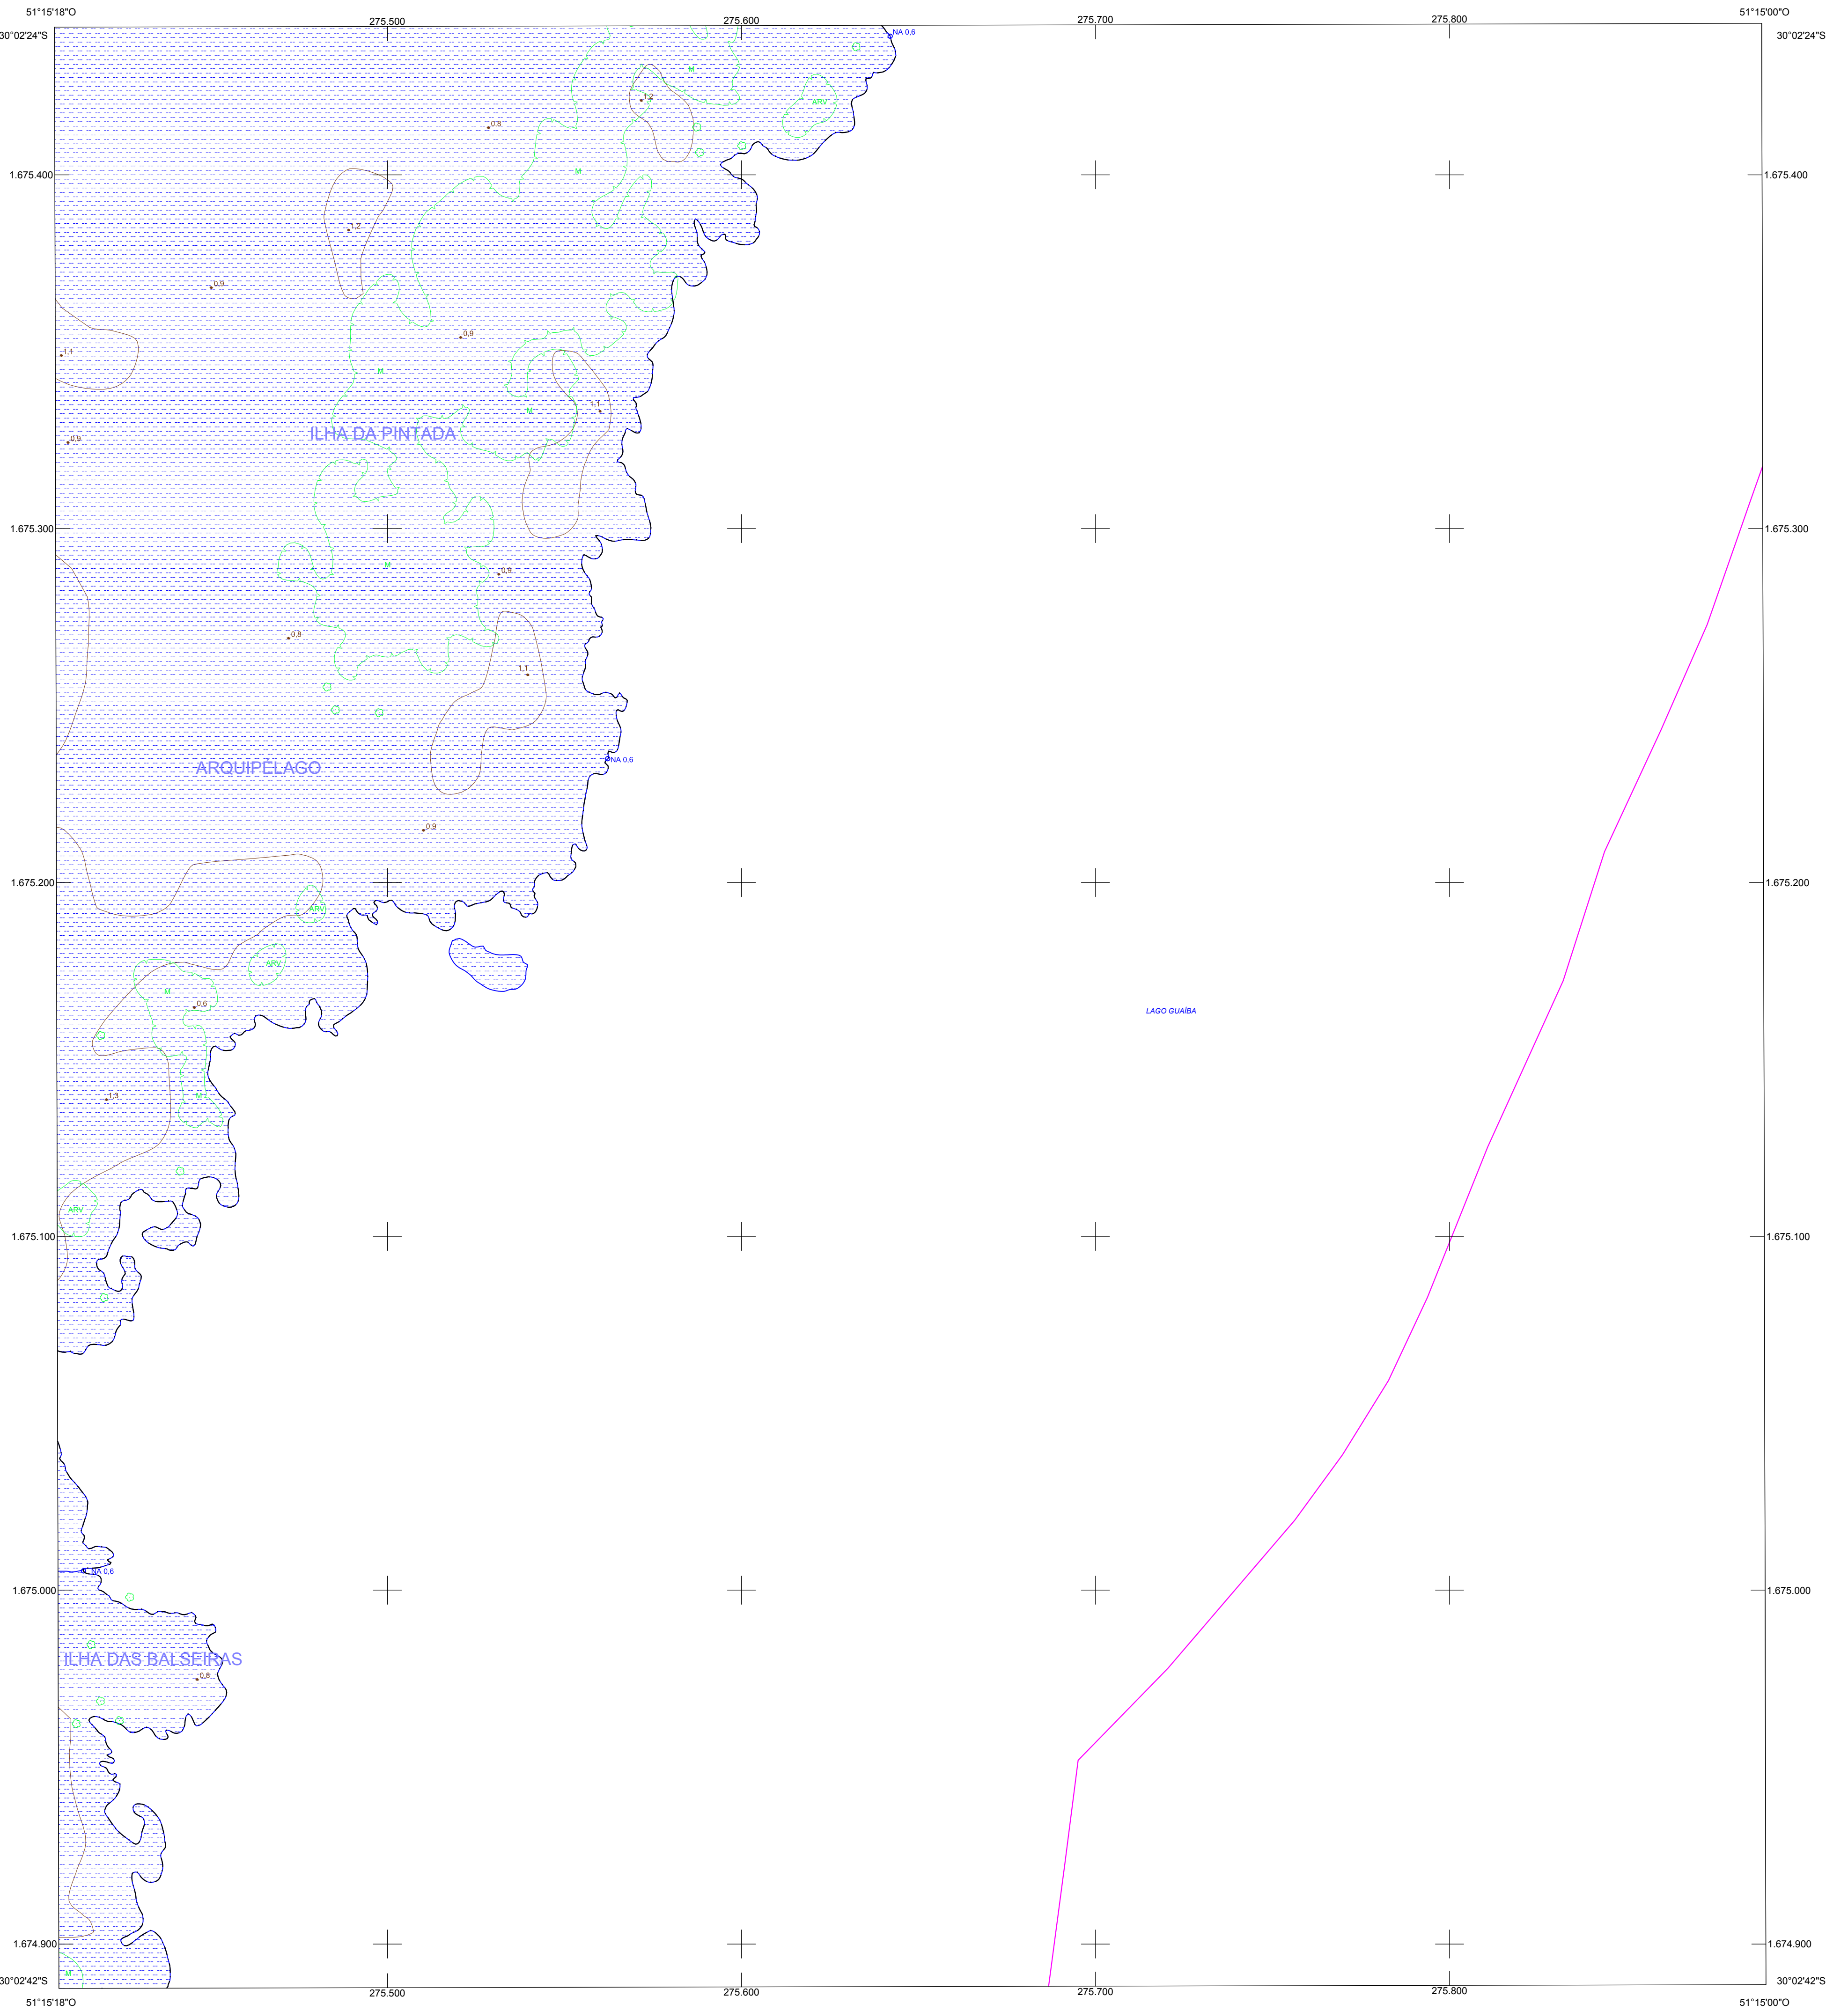 51°15'18"O
275.500
275.600
275.700
275.800
51°15'00"O
30°02'24"S
NA 0,6
30°02'24"S
M
1,2
ARV
0,8
1.675.400
M
1.675.400
1,2
0,9
0,9
1,1
M
M
1,1
ILHA DA PINTADA
0,9
1.675.300
1.675.300
M
0,9
0,8
1,1
NA 0,6
ARQUIPÉLAGO
0,9
1.675.200
1.675.200
ARV
ARV
M
0,6
LAGO GUAÍBA
1,3
M
ARV
1.675.100
1.675.100
NA 0,6
1.675.000
1.675.000
ILHA DAS BALSEIRAS
0,8
1.674.900
1.674.900
M
30°02'42"S
30°02'42"S
51°15'18"O
275.500
275.600
275.700
275.800
51°15'00"O